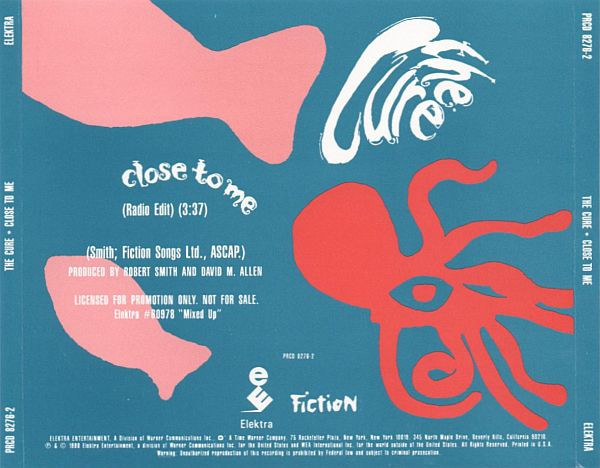 ELEKTRA
THE CURE • CLOSE TO ME
PRCD 8276-2
the
Cure
close to me
(Radio Edit) (3:37)
(Smith; Fiction Songs Ltd., ASCAP.)
PRODUCED BY ROBERT SMITH AND DAVID M. ALLEN
LICENSED FOR PROMOTION ONLY. NOT FOR SALE.
Elektra #60978 "Mixed Up"
PRCD 8276-2
Elektra
Fiction
ELEKTRA ENTERTAINMENT, A Division of Warner Communications Inc., A Time Warner Company. 75 Rockefeller Plaza, New York, New York 10019. 345 North Maple Drive, Beverly Hills, California 90210.
℗ & © 1990 Elektra Entertainment, a division of Warner Communications Inc. for the United States and WEA International Inc. for the world outside of the United States. All Rights Reserved. Printed in U.S.A.
Warning: Unauthorized reproduction of this recording is prohibited by Federal law and subject to criminal prosecution.
PRCD 8276-2
THE CURE • CLOSE TO ME
ELEKTRA